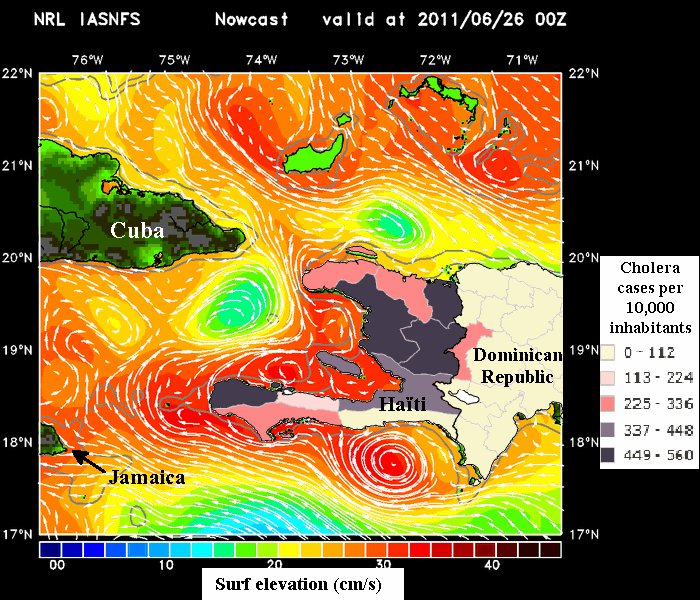 NRL IASNFS Nowcast valid at 2011/06/26 00Z
76°W 75°W 74°W 73°W 72°W 71°W
22°N 22°N
21°N 21°N
Cuba
20°N 20°N
Cholera
cases per
10,000
inhabitants
0 - 112
113 - 224
225 - 336
337 - 448
449 - 560
19°N 19°N
Dominican
Republic
Haïti
18°N 18°N
Jamaica
17°N 17°N
00 10 20 30 40
Surf elevation (cm/s)